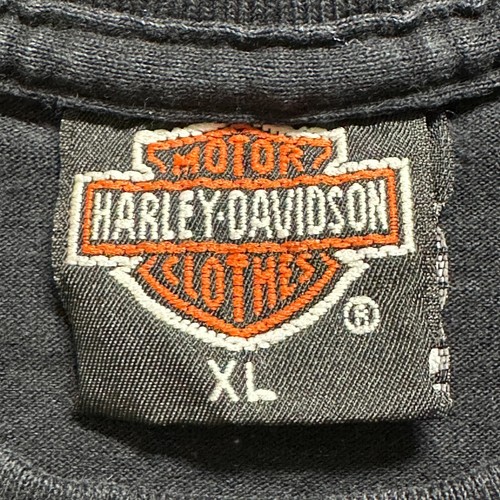 MOTOR
HARLEY-DAVIDSON
CLOTHES
®
XL